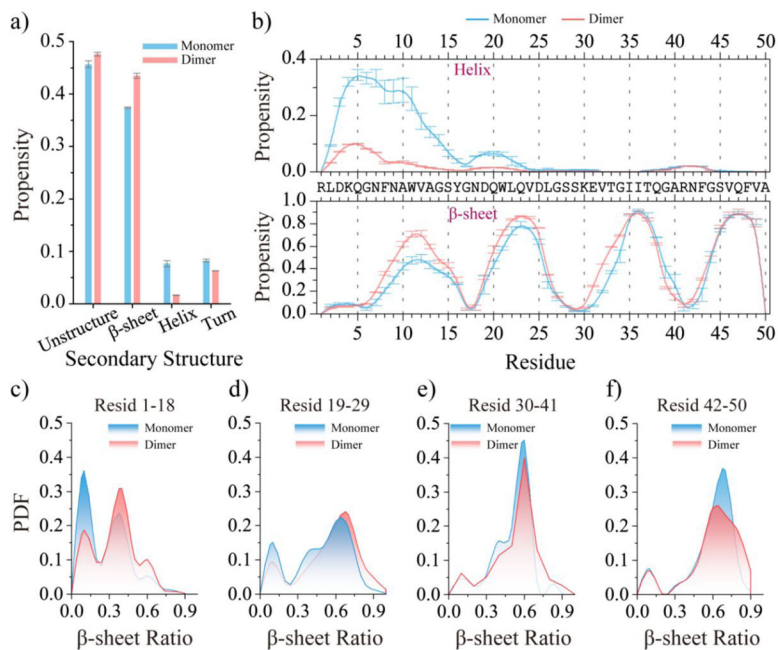 a)
Monomer
Dimer
0.5
0.4
0.3
0.2
0.1
0.0
Propensity
Unstructure
β-sheet
Helix
Turn
Secondary Structure
b)
Monomer Dimer
5 10 15 20 25 30 35 40 45 50
Helix
0.4
0.2
0.0
Propensity
RLDKQGNFNAWVAGSYGNDQWLQVDLGSSKEVTGIITQGARNFGSVQFVA
β-sheet
1.0
0.8
0.6
0.4
0.2
0.0
Propensity
5 10 15 20 25 30 35 40 45 50
Residue
c)
Resid 1-18
Monomer
Dimer
0.5
0.4
0.3
0.2
0.1
0.0
PDF
0.0 0.3 0.6 0.9
β-sheet Ratio
d)
Resid 19-29
Monomer
Dimer
0.5
0.4
0.3
0.2
0.1
0.0
0.0 0.3 0.6 0.9
β-sheet Ratio
e)
Resid 30-41
Monomer
Dimer
0.5
0.4
0.3
0.2
0.1
0.0
0.0 0.3 0.6 0.9
β-sheet Ratio
f)
Resid 42-50
Monomer
Dimer
0.5
0.4
0.3
0.2
0.1
0.0
0.0 0.3 0.6 0.9
β-sheet Ratio